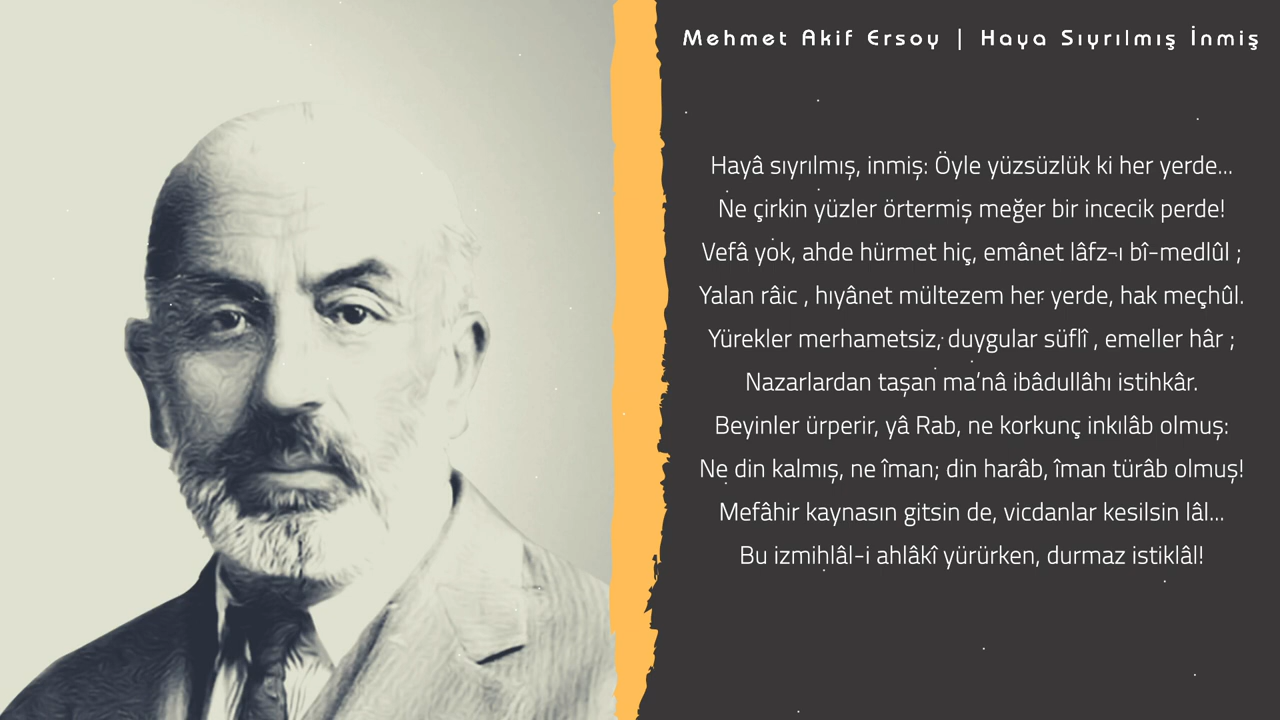 Mehmet Akif Ersoy | Haya Sıyrılmış İnmiş
Hayâ sıyrılmış, inmiş: Öyle yüzsüzlük ki her yerde...
Ne çirkin yüzler örtermiş meğer bir incecik perde!
Vefâ yok, ahde hürmet hiç, emânet lâfz-ı bî-medlûl ;
Yalan râic , hıyânet mültezem her yerde, hak meçhûl.
Yürekler merhametsiz, duygular süflî , emeller hâr ;
Nazarlardan taşan ma’nâ ibâdullâhı istihkâr.
Beyinler ürperir, yâ Rab, ne korkunç inkılâb olmuş:
Ne din kalmış, ne îman; din harâb, îman türâb olmuş!
Mefâhir kaynasın gitsin de, vicdanlar kesilsin lâl...
Bu izmihlâl-i ahlâkî yürürken, durmaz istiklâl!